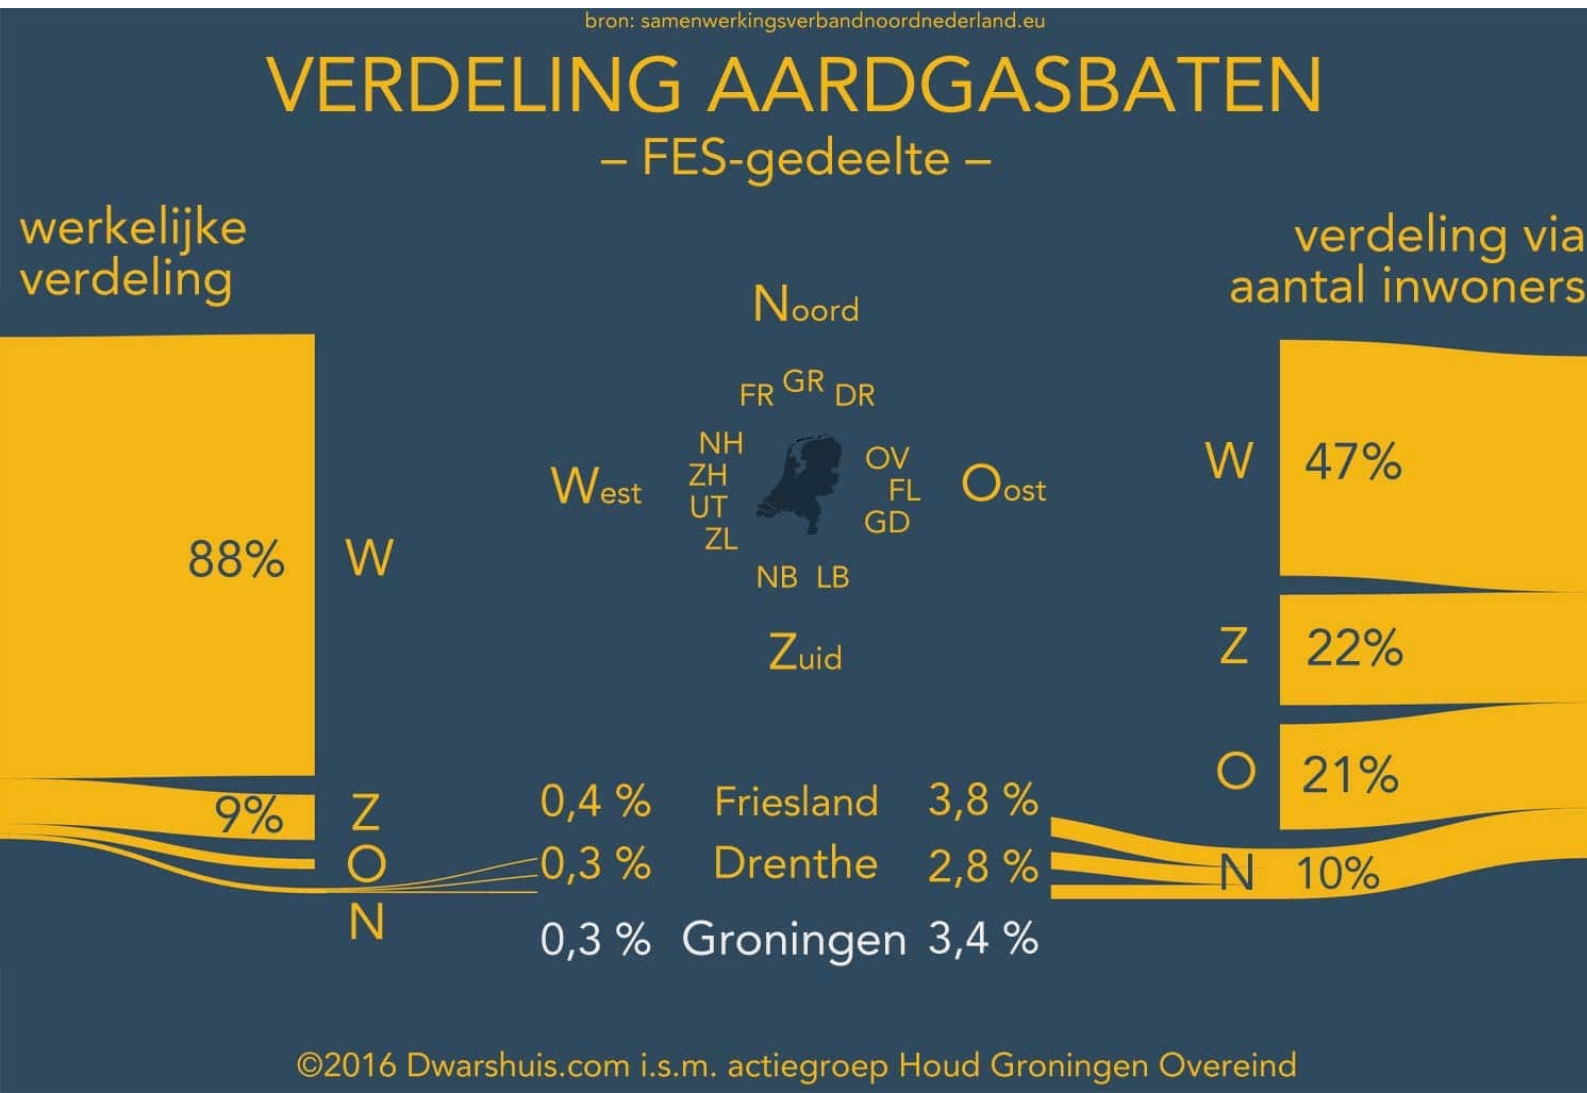 bron: samenwerkingsverbandnoordnederland.eu
VERDELING AARDGASBATEN
– FES-gedeelte –
werkelijke
verdeling
88% W
9% Z
O
N
Noord
FR GR DR
West
NH
ZH
UT
ZL
OV
FL
GD
Oost
NB LB
Zuid
verdeling via
aantal inwoners
W 47%
Z 22%
O 21%
N 10%
0,4 % Friesland 3,8 %
0,3 % Drenthe 2,8 %
0,3 % Groningen 3,4 %
©2016 Dwarshuis.com i.s.m. actiegroep Houd Groningen Overeind